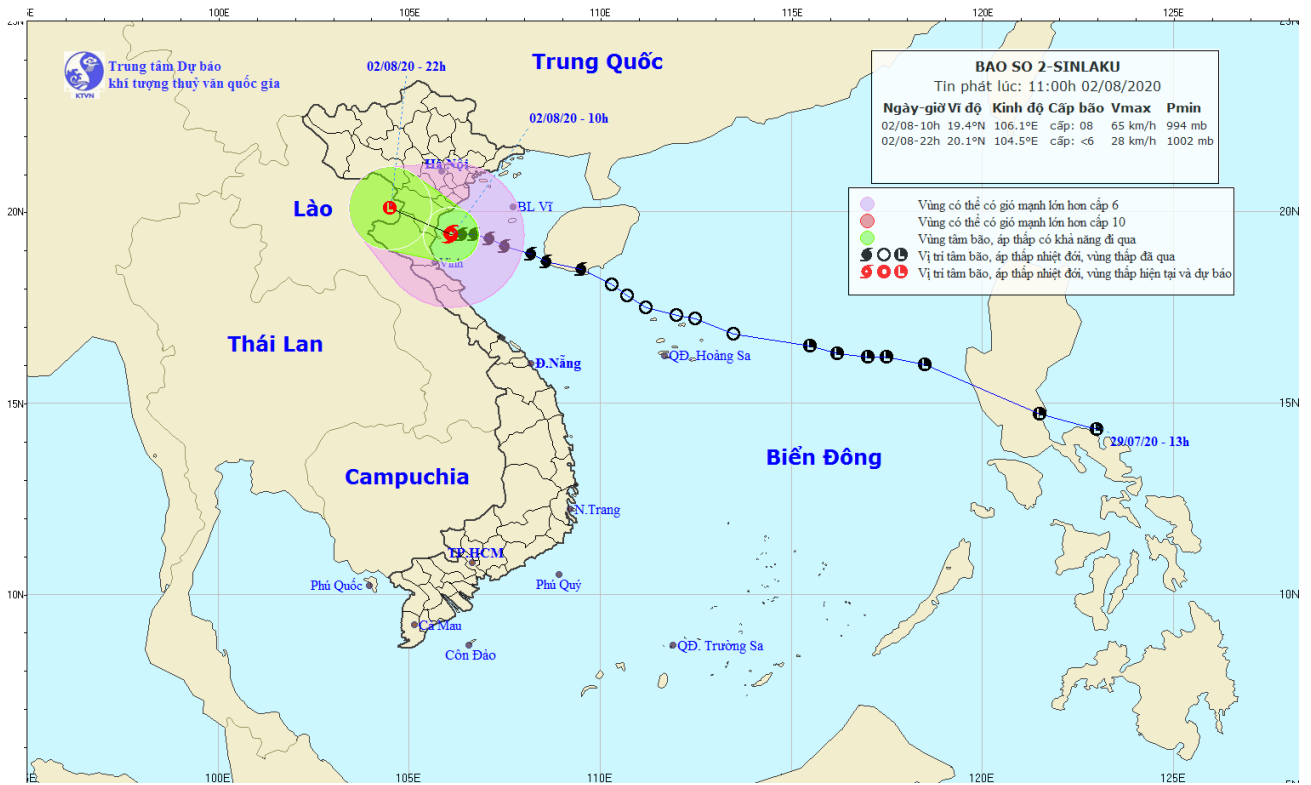 100E
105E
110E
115E
120E
125E
Trung tâm Dự báo
khí tượng thuỷ văn quốc gia
KTVN
02/08/20 - 22h
Trung Quốc
BAO SO 2-SINLAKU
Tin phát lúc: 11:00h 02/08/2020
Ngày-giờ Vĩ độ Kinh độ Cấp bão Vmax Pmin
02/08-10h 19.4°N 106.1°E cấp: 08 65 km/h 994 mb
02/08-22h 20.1°N 104.5°E cấp: <6 28 km/h 1002 mb
02/08/20 - 10h
Hà Nội
Lào
BL Vĩ
20N
20N
Vùng có thể có gió mạnh lớn hơn cấp 6
Vùng có thể có gió mạnh lớn hơn cấp 10
Vùng tâm bão, áp thấp có khả năng đi qua
Vị trí tâm bão, áp thấp nhiệt đới, vùng thấp đã qua
Vị trí tâm bão, áp thấp nhiệt đới, vùng thấp hiện tại và dự báo
Vinh
Thái Lan
QĐ. Hoàng Sa
Đ.Nẵng
15N
15N
29/07/20 - 13h
Biển Đông
Campuchia
N.Trang
TP.HCM
Phú Quốc
Phú Quý
10N
10N
Cà Mau
Côn Đảo
QĐ. Trường Sa
100E
105E
110E
120E
125E